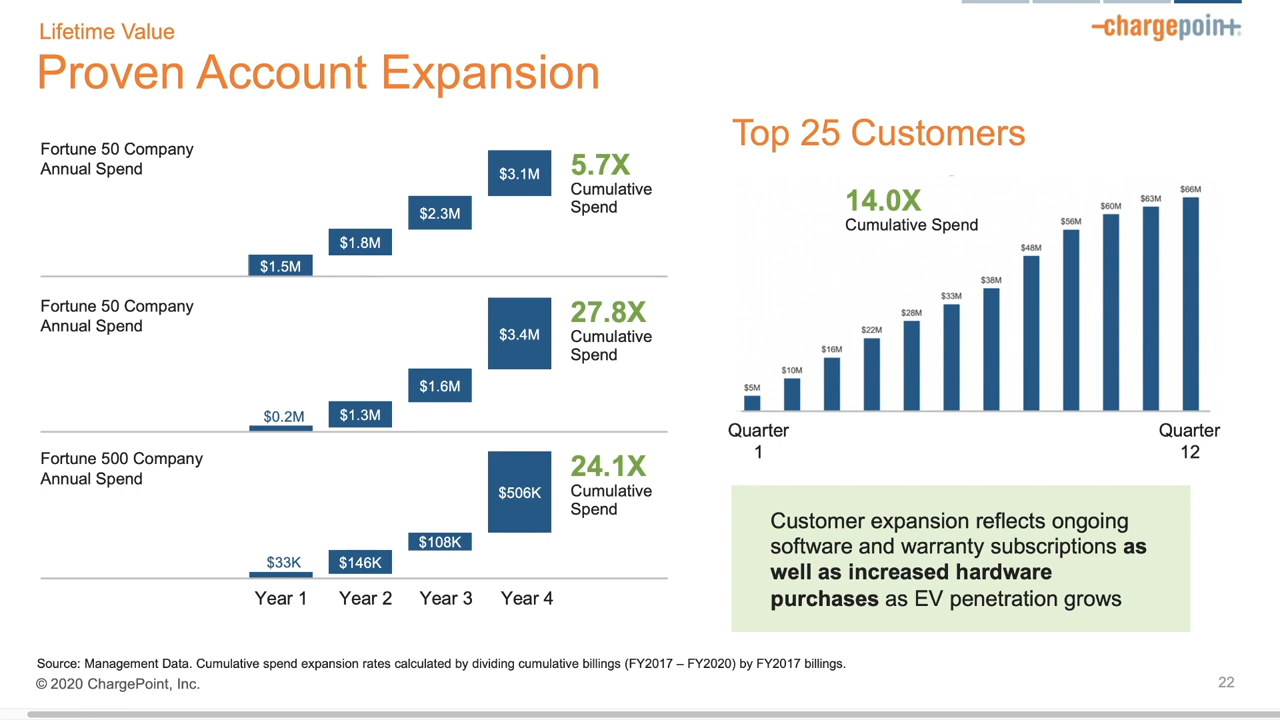 Lifetime Value
Proven Account Expansion
chargepoint
Fortune 50 Company
Annual Spend
$1.5M
$1.8M
$2.3M
$3.1M
5.7X
Cumulative
Spend
Fortune 50 Company
Annual Spend
$0.2M
$1.3M
$1.6M
$3.4M
27.8X
Cumulative
Spend
Fortune 500 Company
Annual Spend
$33K
$146K
$108K
$506K
24.1X
Cumulative
Spend
Year 1
Year 2
Year 3
Year 4
Top 25 Customers
14.0X
Cumulative Spend
$5M
$10M
$16M
$22M
$28M
$33M
$38M
$48M
$56M
$60M
$63M
$66M
Quarter
1
Quarter
12
Customer expansion reflects ongoing
software and warranty subscriptions as
well as increased hardware
purchases as EV penetration grows
Source: Management Data. Cumulative spend expansion rates calculated by dividing cumulative billings (FY2017 – FY2020) by FY2017 billings.
© 2020 ChargePoint, Inc.
22